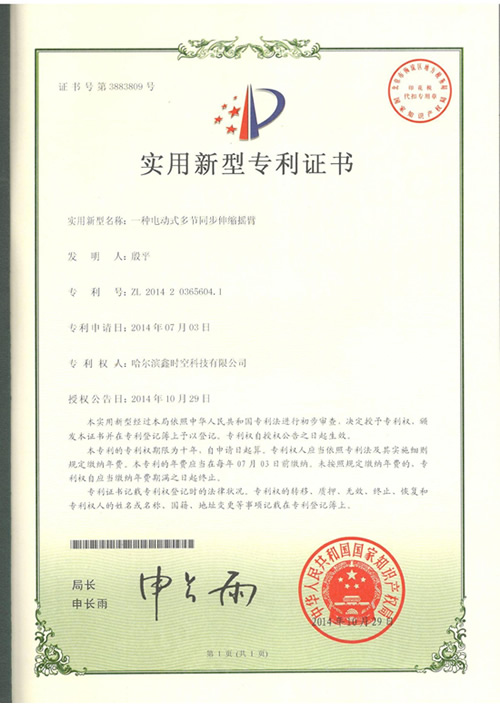 证书号第3883809号
印花税
代扣专用章
国家知识产权局
实用新型专利证书
实用新型名称：一种电动式多节同步伸缩摇臂
发明人：殷平
专利号：ZL 2014 2 0365604.1
专利申请日：2014年07月03日
专利权人：哈尔滨鑫时空科技有限公司
授权公告日：2014年10月29日
本实用新型经过本局依照中华人民共和国专利法进行初步审查，决定授予专利权，颁
发本证书并在专利登记簿上予以登记。专利权自授权公告之日起生效。
本专利的专利权期限为十年，自申请日起算。专利权人应当依照专利法及其实施细则
规定缴纳年费。本专利的年费应当在每年07月03日前缴纳。未按照规定缴纳年费的，专
利权自应当缴纳年费期满之日起终止。
专利证书记载专利权登记时的法律状况。专利权的转移、质押、无效、终止、恢复和
专利权人的姓名或名称、国籍、地址变更等事项记载在专利登记簿上。
局长
申长雨
申长雨
中华人民共和国国家知识产权局
2014年10月29日
第1页(共1页)